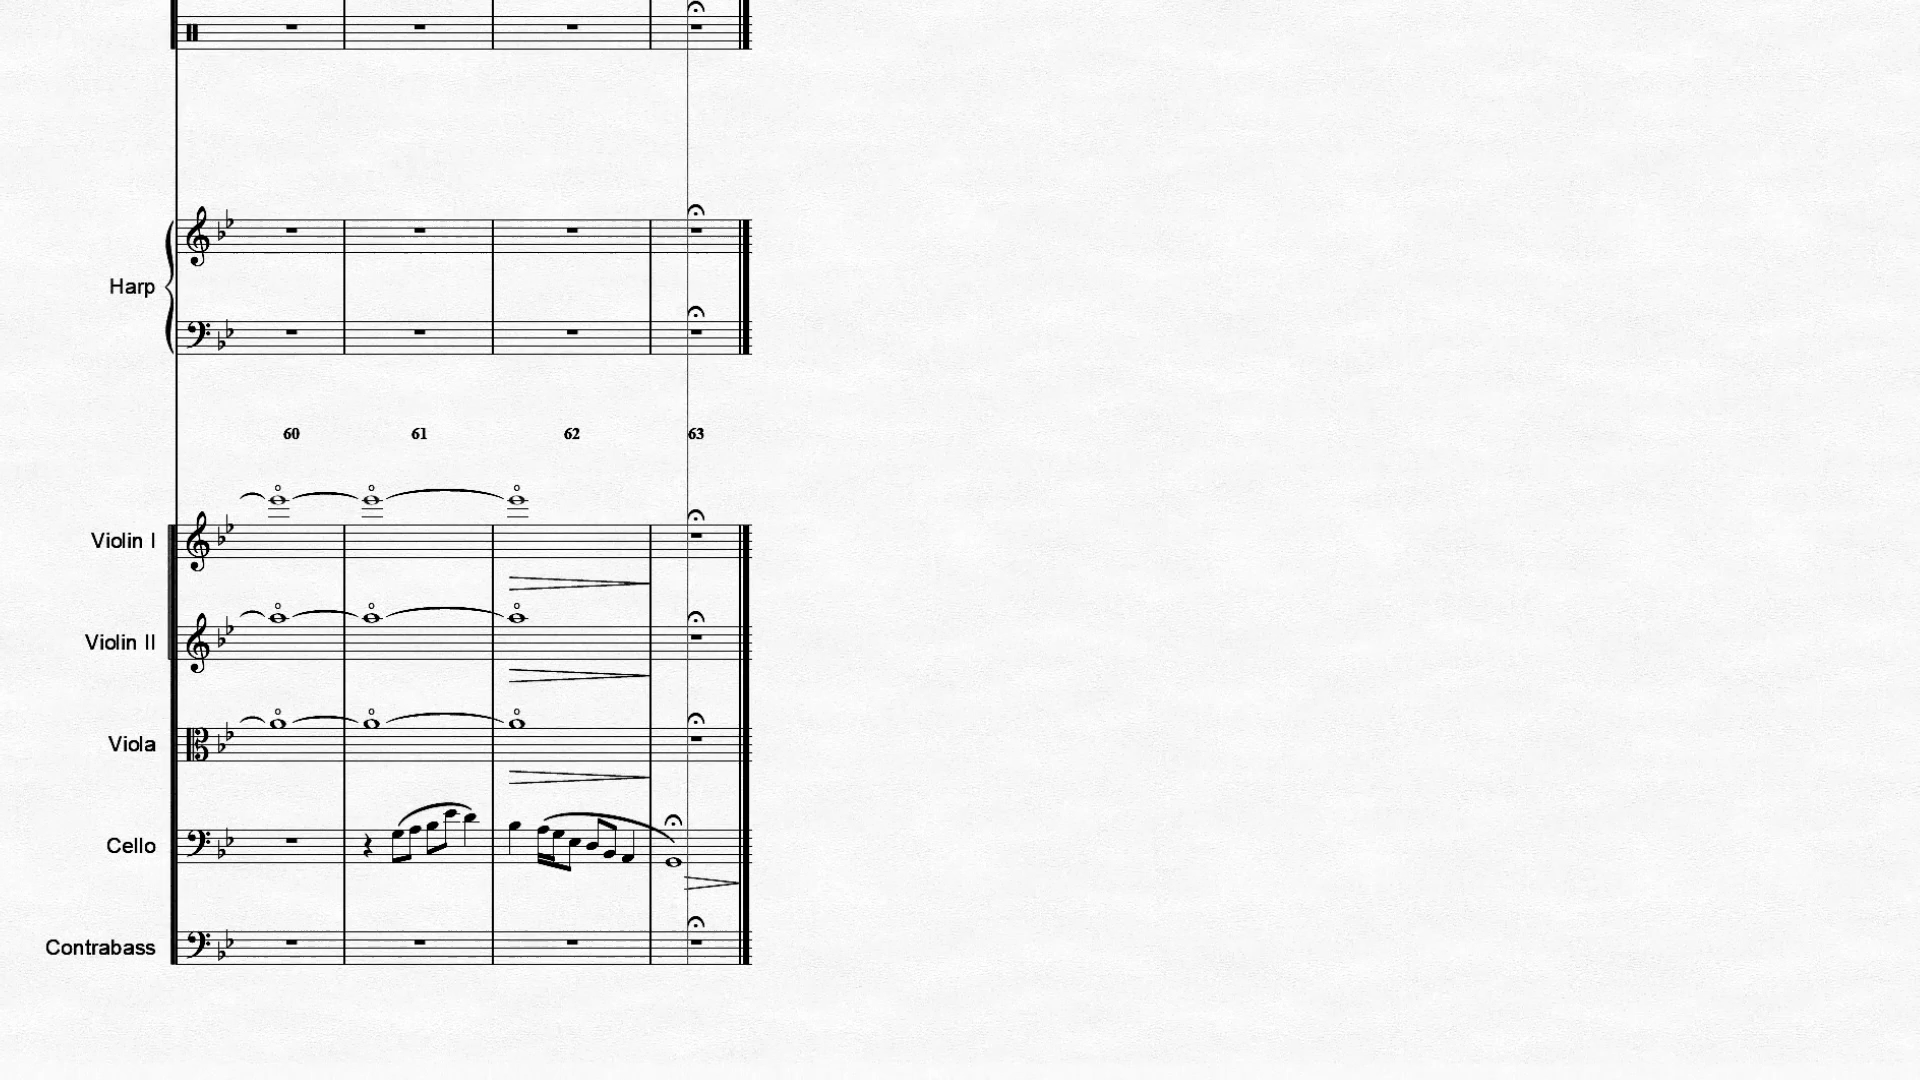 Harp
60 61 62 63
Violin I
Violin II
Viola
Cello
Contrabass